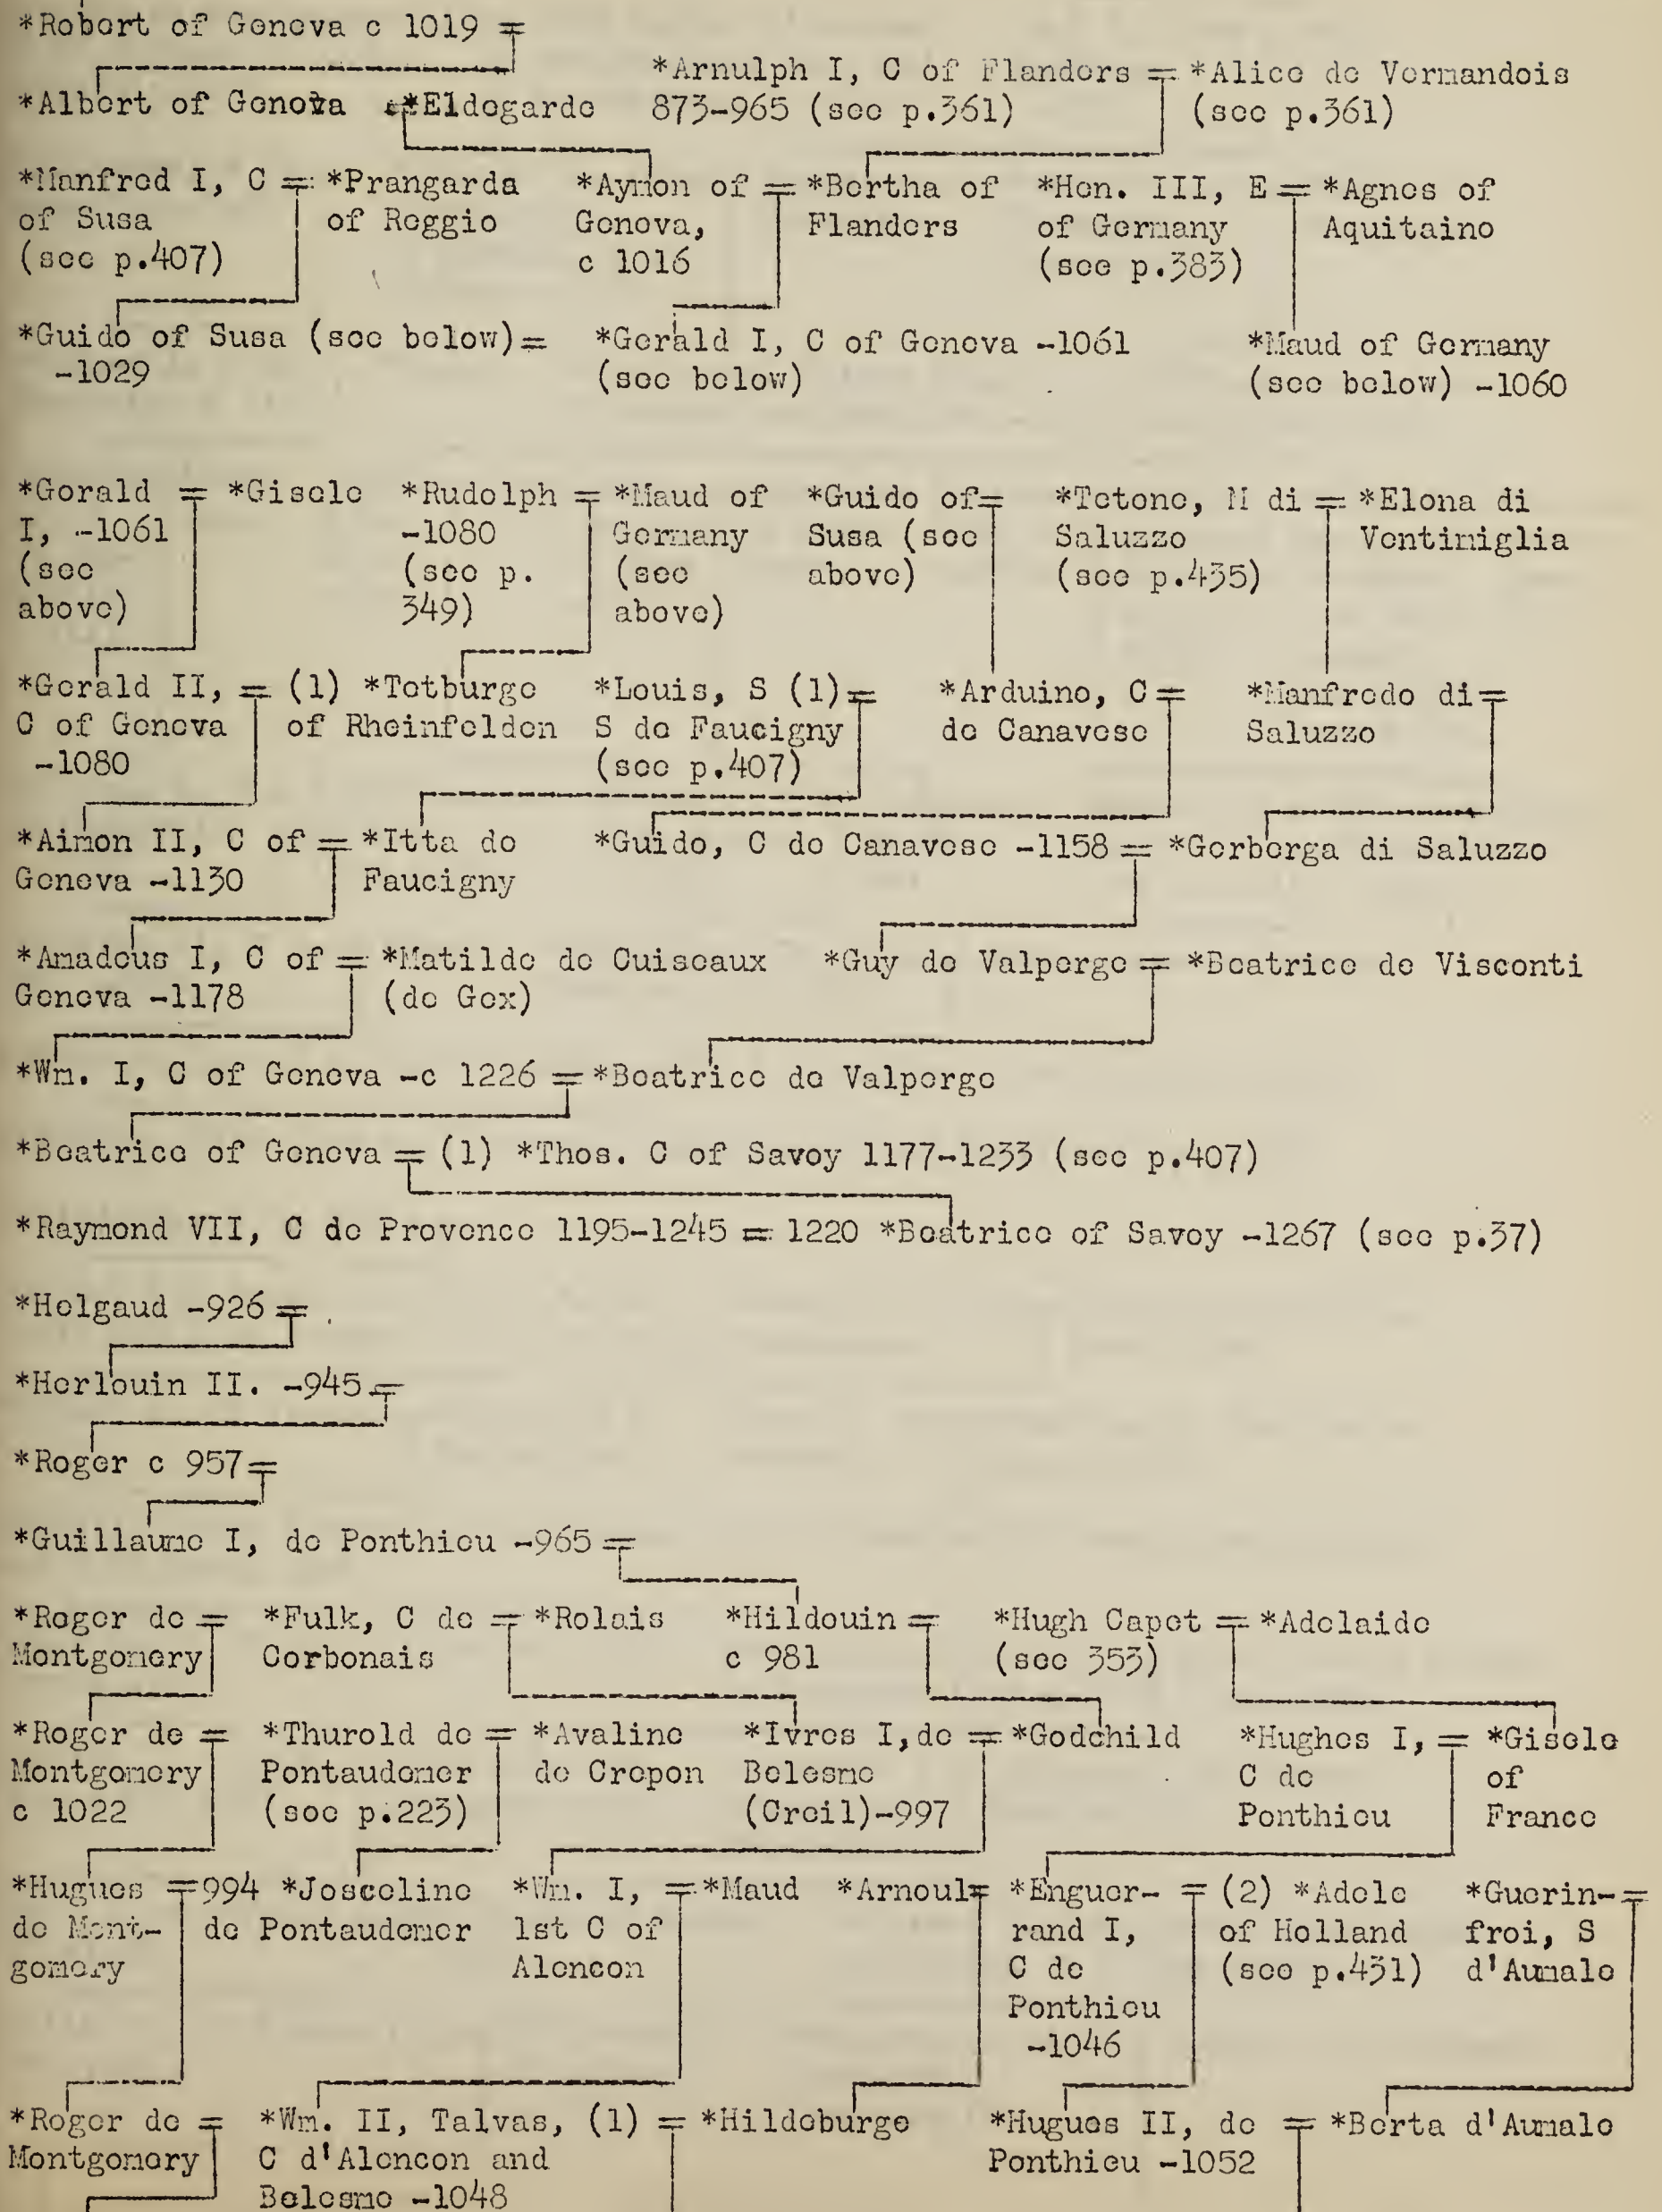 *Robert of Geneva c 1019 =
*Arnulph I, C of Flanders = *Alice de Vermandois
*Albert of Geneva =*Eldegarde 873-965 (see p.361) (see p.361)
*Manfred I, C = *Prangarda *Aymon of = *Bertha of *Hen. III, E = *Agnes of
of Susa of Reggio Geneva, Flanders of Germany Aquitaine
(see p.407) c 1016 (see p.383)
*Guido of Susa (see below)= *Gerald I, C of Geneva -1061 *Maud of Germany
-1029 (see below) (see below) -1060
*Gerald = *Gisele *Rudolph = *Maud of *Guido of= *Tetone, M di = *Elena di
I, -1061 -1080 Germany Susa (see Saluzzo Ventimiglia
(see (see p. (see above) (see p.435)
above) 349) above)
*Gerald II, = (1) *Tetburge *Louis, S (1)= *Arduino, C= *Manfredo di=
C of Geneva of Rheinfelden S de Faucigny de Canavese Saluzzo
-1080 (see p.407)
*Aimon II, C of = *Itta de *Guido, C de Canavese -1158 = *Gerberga di Saluzzo
Geneva -1130 Faucigny
*Amadeus I, C of = *Matilde de Cuiseaux *Guy de Valperge = *Beatrice de Visconti
Geneva -1178 (de Gex)
*Wm. I, C of Geneva -c 1226 = *Beatrice de Valperge
*Beatrice of Geneva = (1) *Thos. C of Savoy 1177-1233 (see p.407)
*Raymond VII, C de Provence 1195-1245 = 1220 *Beatrice of Savoy -1267 (see p.37)
*Helgaud -926 =
*Herlouin II. -945 =
*Roger c 957=
*Guillaume I, de Ponthieu -965 =
*Roger de = *Fulk, C de = *Rolais *Hildouin = *Hugh Capet = *Adelaide
Montgomery Corbonais c 981 (see 353)
*Roger de = *Thurold de = *Avaline *Ivres I, de = *Godchild *Hughes I, = *Gisele
Montgomery Pontaudemer de Crepon Belesme C de of
c 1022 (see p.223) (Creil)-997 Ponthieu France
*Hugues =994 *Josceline *Wm. I, = *Maud *Arnoul= *Enguer- = (2) *Adele *Guerin-=
de Mont- de Pontaudemer 1st C of rand I, of Holland froi, S
gomery Alencon C de (see p.431) d'Aumale
Ponthieu
-1046
*Roger de = *Wm. II, Talvas, (1) = *Hildeburge *Hugues II, de = *Berta d'Aumale
Montgomery C d'Alencon and Ponthieu -1052
Belesme -1048